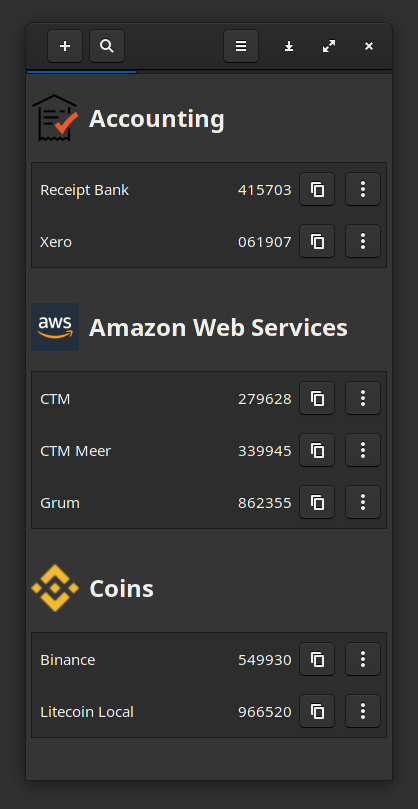 Accounting
Receipt Bank 415703
Xero 061907
aws
Amazon Web Services
CTM 279628
CTM Meer 339945
Grum 862355
Coins
Binance 549930
Litecoin Local 966520